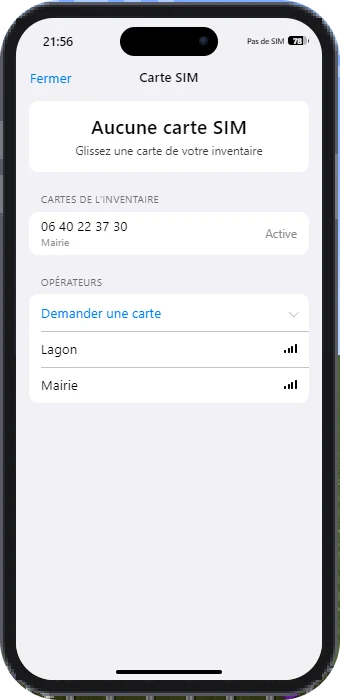 21:56
Pas de SIM 78
Fermer
Carte SIM
Aucune carte SIM
Glissez une carte de votre inventaire
CARTES DE L'INVENTAIRE
06 40 22 37 30
Mairie
Active
OPÉRATEURS
Demander une carte
Lagon
Mairie